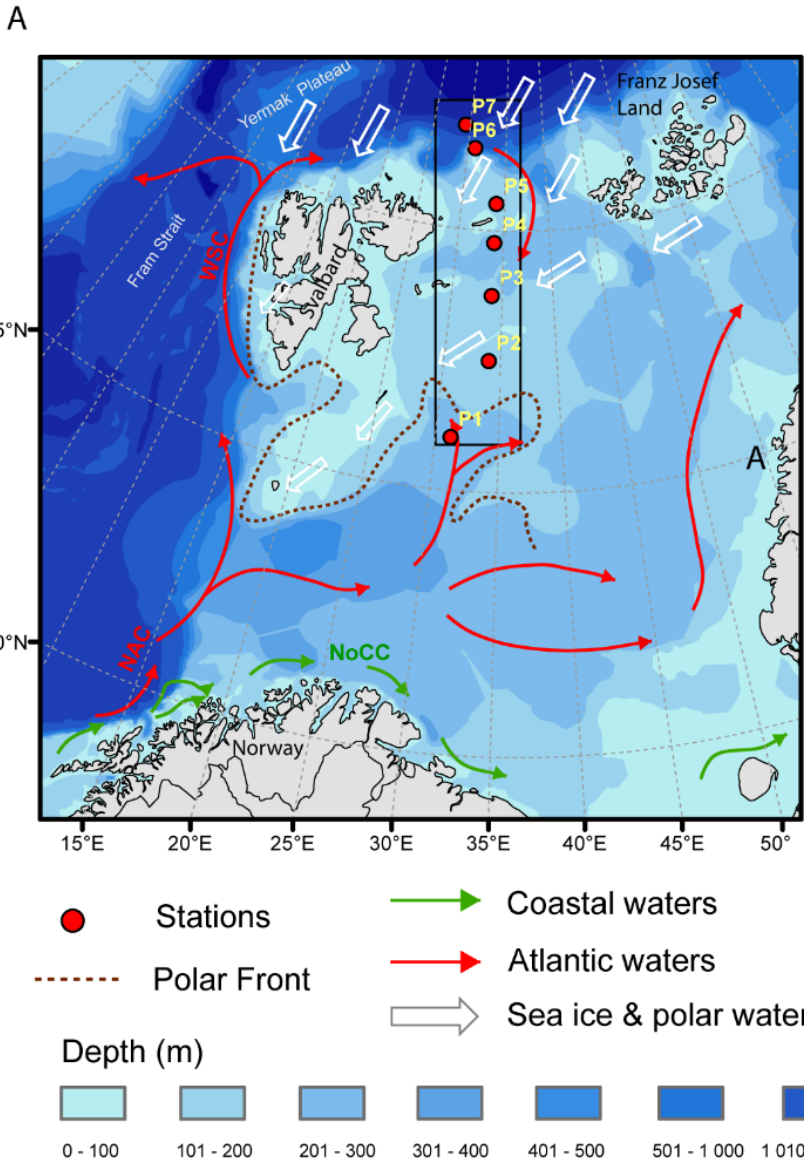 A
Yermak Plateau
Franz Josef
Land
P7
P6
P5
P4
P3
P2
P1
Fram Strait
WSC
Svalbard
5°N
A
0°N
NAC
NoCC
Norway
15°E 20°E 25°E 30°E 35°E 40°E 45°E 50°
Stations
Coastal waters
Polar Front
Atlantic waters
Sea ice & polar water
Depth (m)
0 - 100 101 - 200 201 - 300 301 - 400 401 - 500 501 - 1 000 1 010